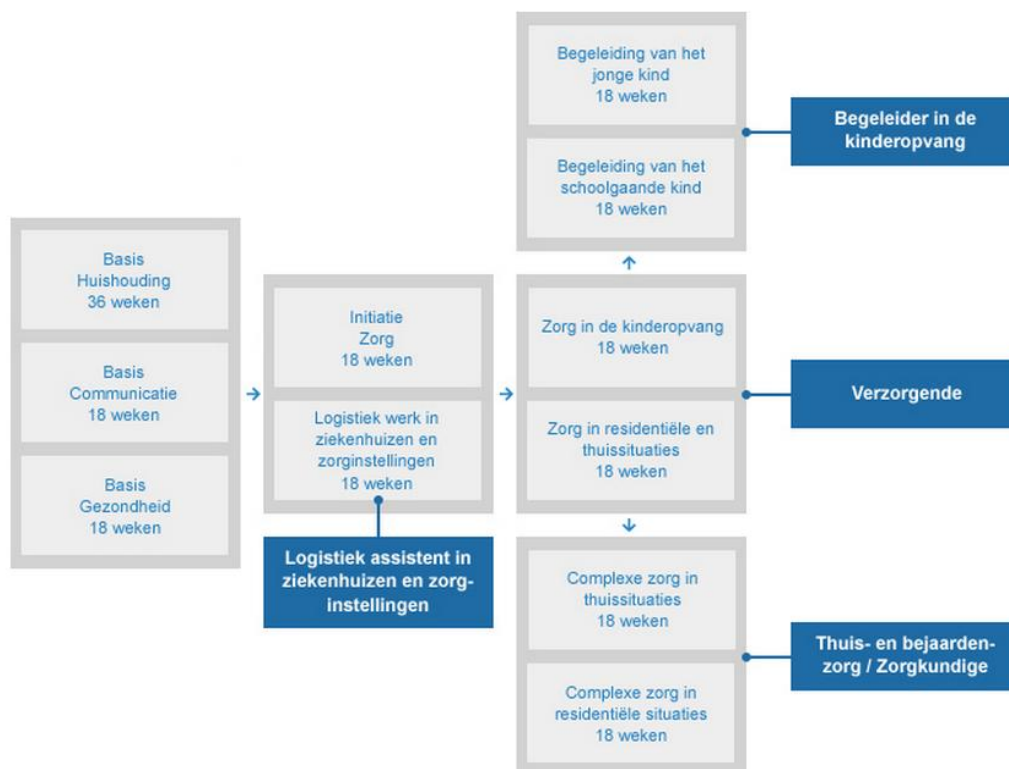 Begeleiding van het
jonge kind
18 weken
Begeleiding van het
schoolgaande kind
18 weken
Begeleider in de
kinderopvang
Basis
Huishouding
36 weken
Basis
Communicatie
18 weken
Basis
Gezondheid
18 weken
Initiatie
Zorg
18 weken
Logistiek werk in
ziekenhuizen en
zorginstellingen
18 weken
Logistiek assistent in
ziekenhuizen en zorg-
instellingen
Zorg in de kinderopvang
18 weken
Zorg in residentiële en
thuissituaties
18 weken
Verzorgende
Complexe zorg in
thuissituaties
18 weken
Complexe zorg in
residentiële situaties
18 weken
Thuis- en bejaarden-
zorg / Zorgkundige